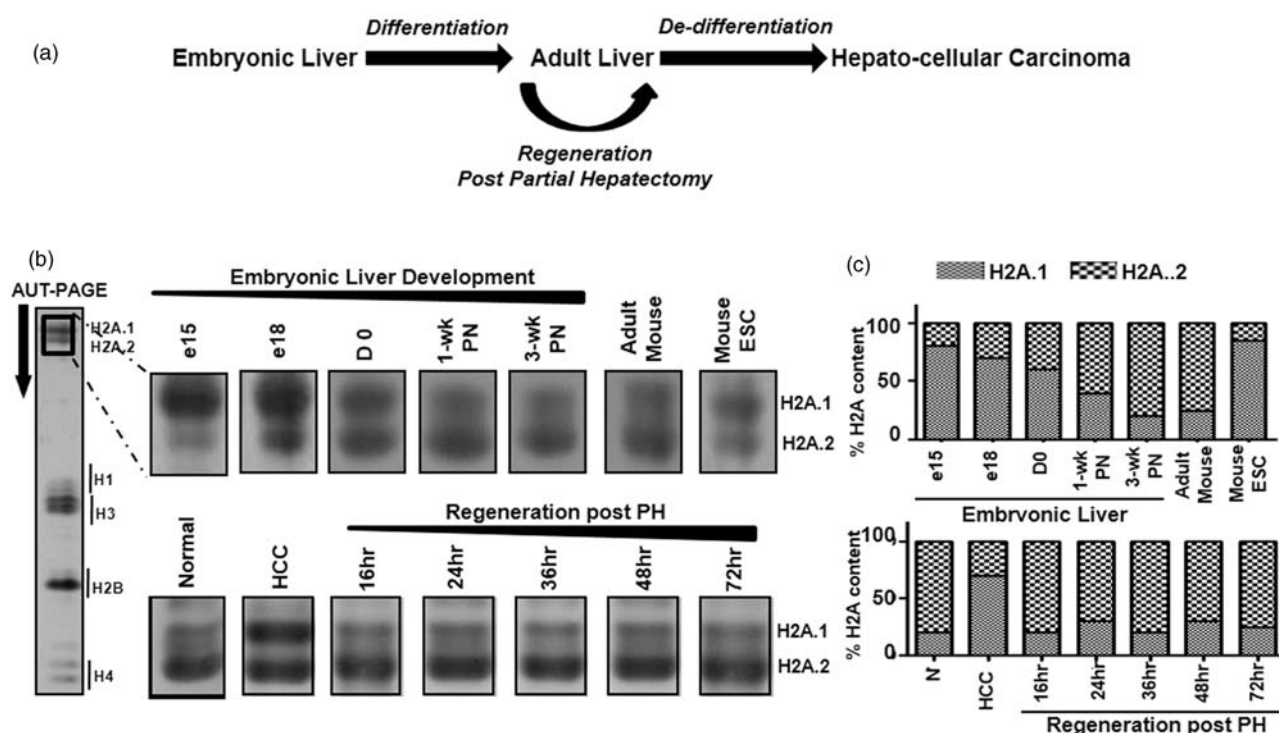 (a)
Differentiation
De-differentiation
Embryonic Liver
Adult Liver
Hepato-cellular Carcinoma
Regeneration
Post Partial Hepatectomy
(b)
AUT-PAGE
H2A.1
H2A.2
H1
H3
H2B
H4
Embryonic Liver Development
e15
e18
D 0
1-wk
PN
3-wk
PN
Adult
Mouse
Mouse
ESC
H2A.1
H2A.2
Regeneration post PH
Normal
HCC
16hr
24hr
36hr
48hr
72hr
H2A.1
H2A.2
(c)
H2A.1
H2A..2
% H2A content
100
50
0
e15
e18
D0
1-wk
PN
3-wk
PN
Adult
Mouse
Mouse
ESC
Embrvonic Liver
% H2A content
100
50
0
N
HCC
16hr
24hr
36hr
48hr
72hr
Regeneration post PH